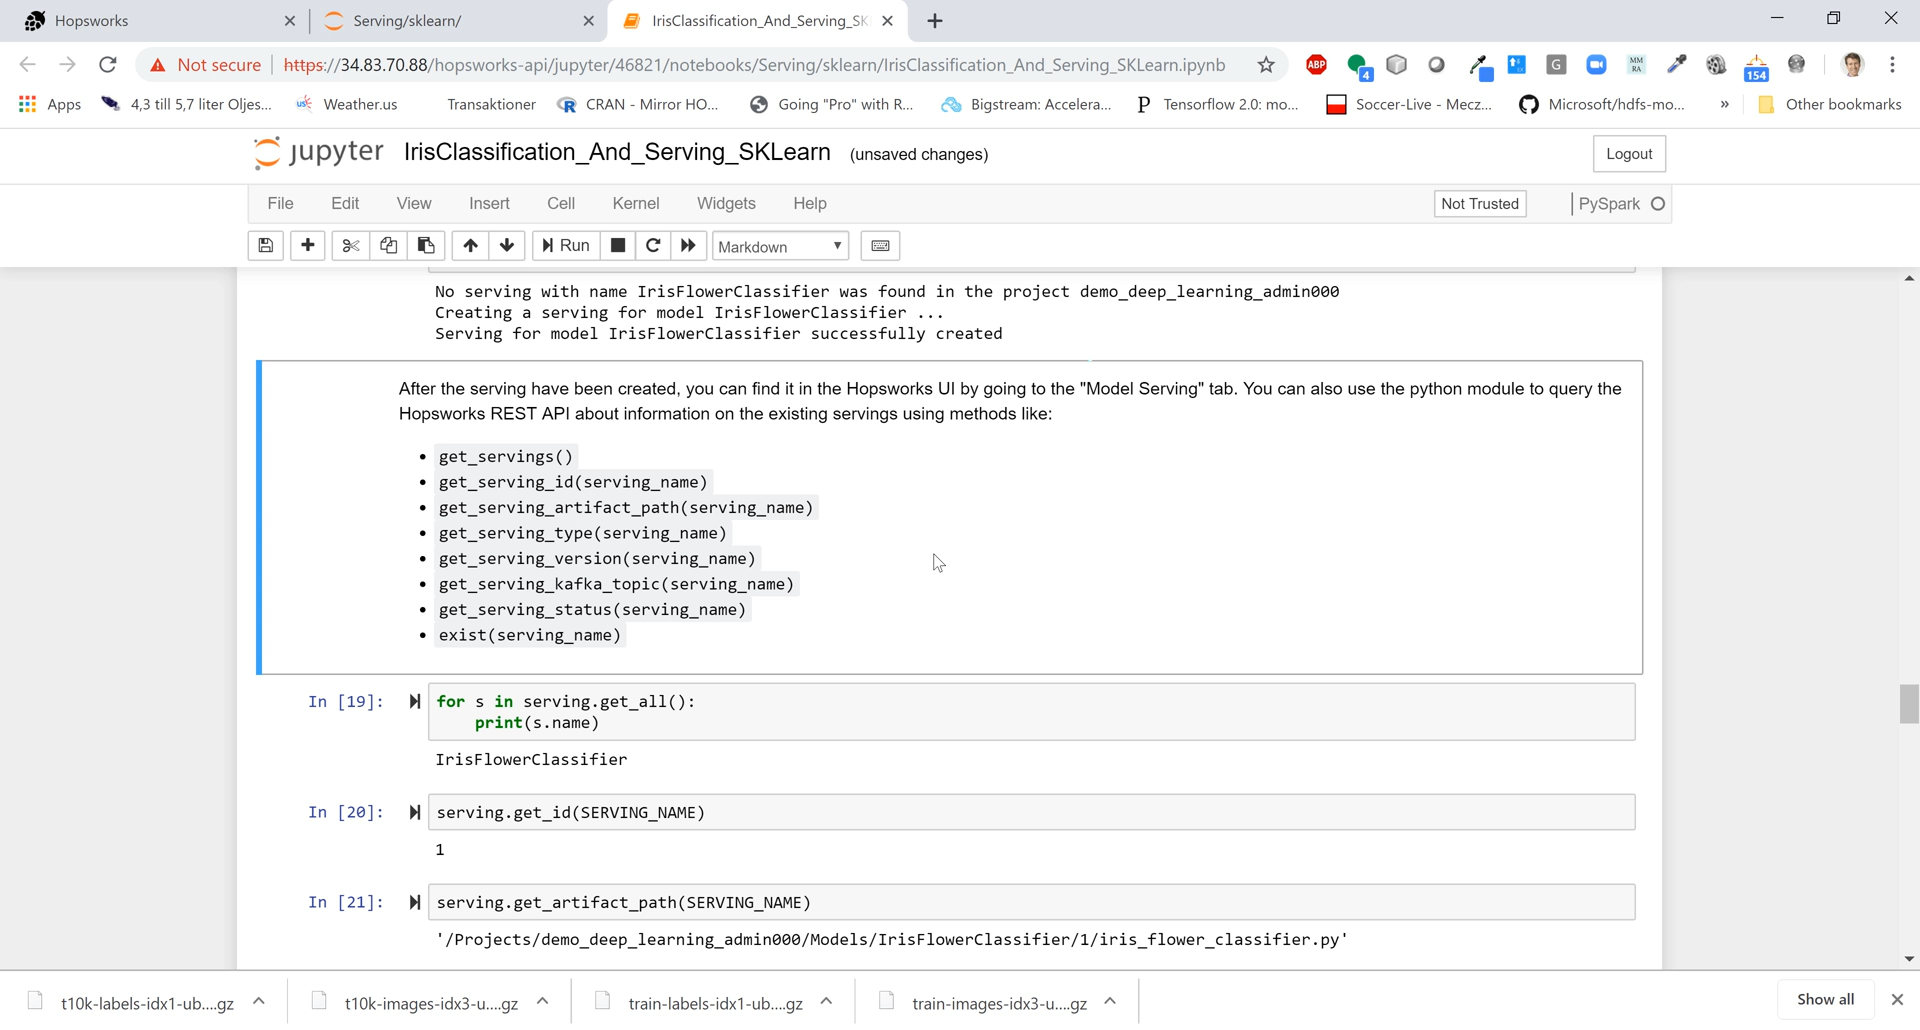 Hopsworks
Serving/sklearn/
IrisClassification_And_Serving_SK
Not secure
https://34.83.70.88/hopsworks-api/jupyter/46821/notebooks/Serving/sklearn/IrisClassification_And_Serving_SKLearn.ipynb
ABP
4
G
MM
RA
154
Apps
4,3 till 5,7 liter Oljes...
us
Weather.us
Transaktioner
R
CRAN - Mirror HO...
Going "Pro" with R...
Bigstream: Accelera...
P
Tensorflow 2.0: mo...
Soccer-Live - Mecz...
Microsoft/hdfs-mo...
»
Other bookmarks
jupyter
IrisClassification_And_Serving_SKLearn
(unsaved changes)
Logout
File
Edit
View
Insert
Cell
Kernel
Widgets
Help
Not Trusted
PySpark
Run
Markdown
No serving with name IrisFlowerClassifier was found in the project demo_deep_learning_admin000
Creating a serving for model IrisFlowerClassifier ...
Serving for model IrisFlowerClassifier successfully created
After the serving have been created, you can find it in the Hopsworks UI by going to the "Model Serving" tab. You can also use the python module to query the
Hopsworks REST API about information on the existing servings using methods like:
• get_servings()
• get_serving_id(serving_name)
• get_serving_artifact_path(serving_name)
• get_serving_type(serving_name)
• get_serving_version(serving_name)
• get_serving_kafka_topic(serving_name)
• get_serving_status(serving_name)
• exist(serving_name)
In [19]: for s in serving.get_all():
print(s.name)
IrisFlowerClassifier
In [20]: serving.get_id(SERVING_NAME)
1
In [21]: serving.get_artifact_path(SERVING_NAME)
'/Projects/demo_deep_learning_admin000/Models/IrisFlowerClassifier/1/iris_flower_classifier.py'
t10k-labels-idx1-ub....gz
t10k-images-idx3-u....gz
train-labels-idx1-ub....gz
train-images-idx3-u....gz
Show all